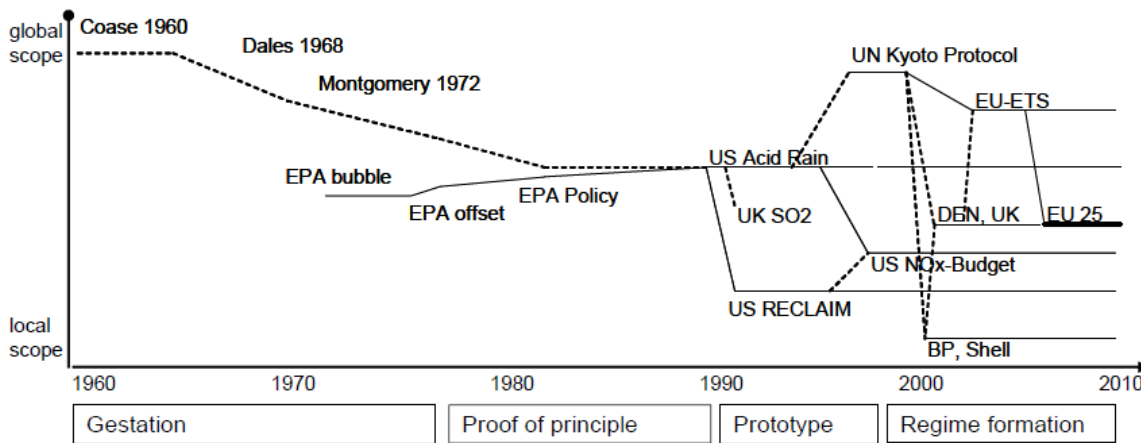 global
scope
Coase 1960
Dales 1968
Montgomery 1972
UN Kyoto Protocol
EU-ETS
US Acid Rain
EPA bubble
EPA Policy
EPA offset
UK SO2
DEN, UK
EU 25
US NOx-Budget
US RECLAIM
local
scope
BP, Shell
1960 1970 1980 1990 2000 2010
Gestation Proof of principle Prototype Regime formation